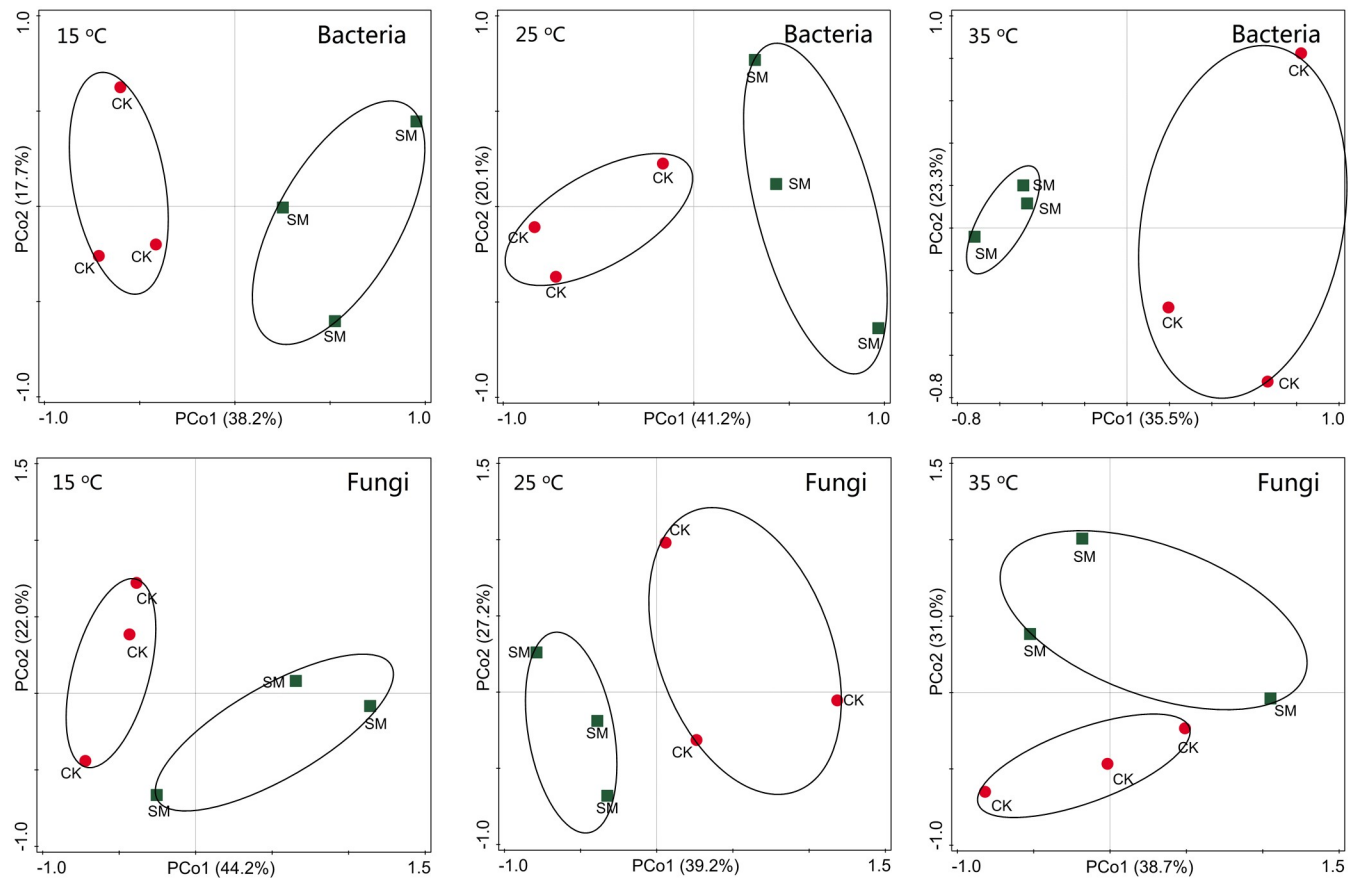 1.0
15 ºC
Bacteria
CK
SM
CK
CK
SM
SM
PCo2 (17.7%)
-1.0
-1.0
PCo1 (38.2%)
1.0
1.0
25 ºC
Bacteria
SM
CK
SM
CK
CK
SM
PCo2 (20.1%)
-1.0
-1.0
PCo1 (41.2%)
1.0
1.0
35 ºC
Bacteria
CK
SM
SM
SM
CK
CK
PCo2 (23.3%)
-0.8
-0.8
PCo1 (35.5%)
1.0
1.5
15 ºC
Fungi
CK
CK
SM
SM
CK
SM
PCo2 (22.0%)
-1.0
-1.0
PCo1 (44.2%)
1.5
1.5
25 ºC
Fungi
CK
SM
CK
SM
CK
SM
PCo2 (27.2%)
-1.0
-1.0
PCo1 (39.2%)
1.5
1.5
35 ºC
Fungi
SM
SM
SM
CK
CK
CK
PCo2 (31.0%)
-1.0
-1.0
PCo1 (38.7%)
1.5